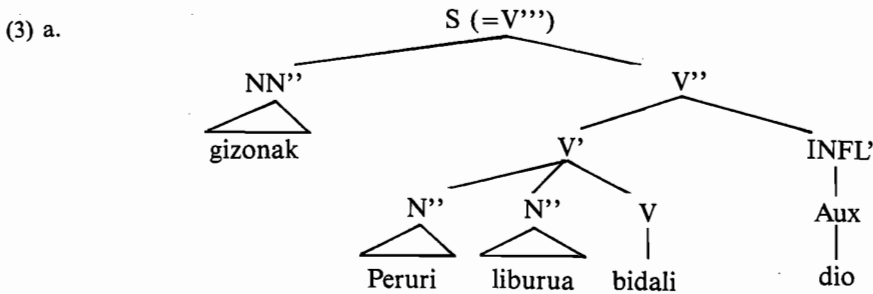 (3) a.
S (=V''')
NN''
V''
V'
INFL'
gizonak
N''
N''
V
Aux
Peruri
liburua
bidali
dio